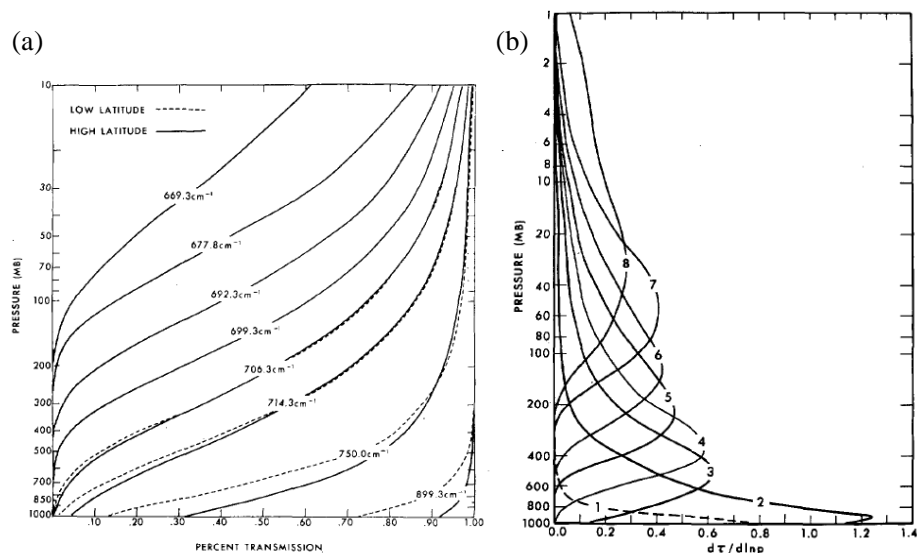 (a)
(b)
10
30
50
70
100
200
300
400
500
700
850
1000
PRESSURE (MB)
LOW LATITUDE
HIGH LATITUDE
669.3cm⁻¹
677.8cm⁻¹
692.3cm⁻¹
699.3cm⁻¹
706.3cm⁻¹
714.3cm⁻¹
750.0cm⁻¹
899.3cm⁻¹
.10 .20 .30 .40 .50 .60 .70 .80 .90 1.00
PERCENT TRANSMISSION
1
2
4
6
8
10
20
40
60
80
100
200
400
600
800
1000
PRESSURE (MB)
8
7
6
5
4
3
2
1
0.0 0.2 0.4 0.6 0.8 1.0 1.2 1.4
dτ/dlnp